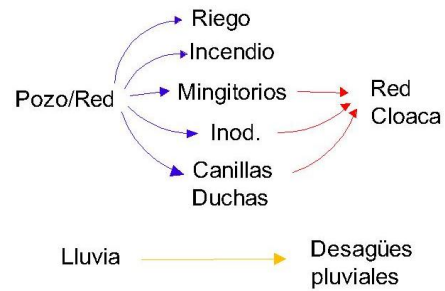 Riego
Incendio
Pozo/Red
Mingitorios
Red
Cloaca
Inod.
Canillas
Duchas
Lluvia
Desagües
pluviales